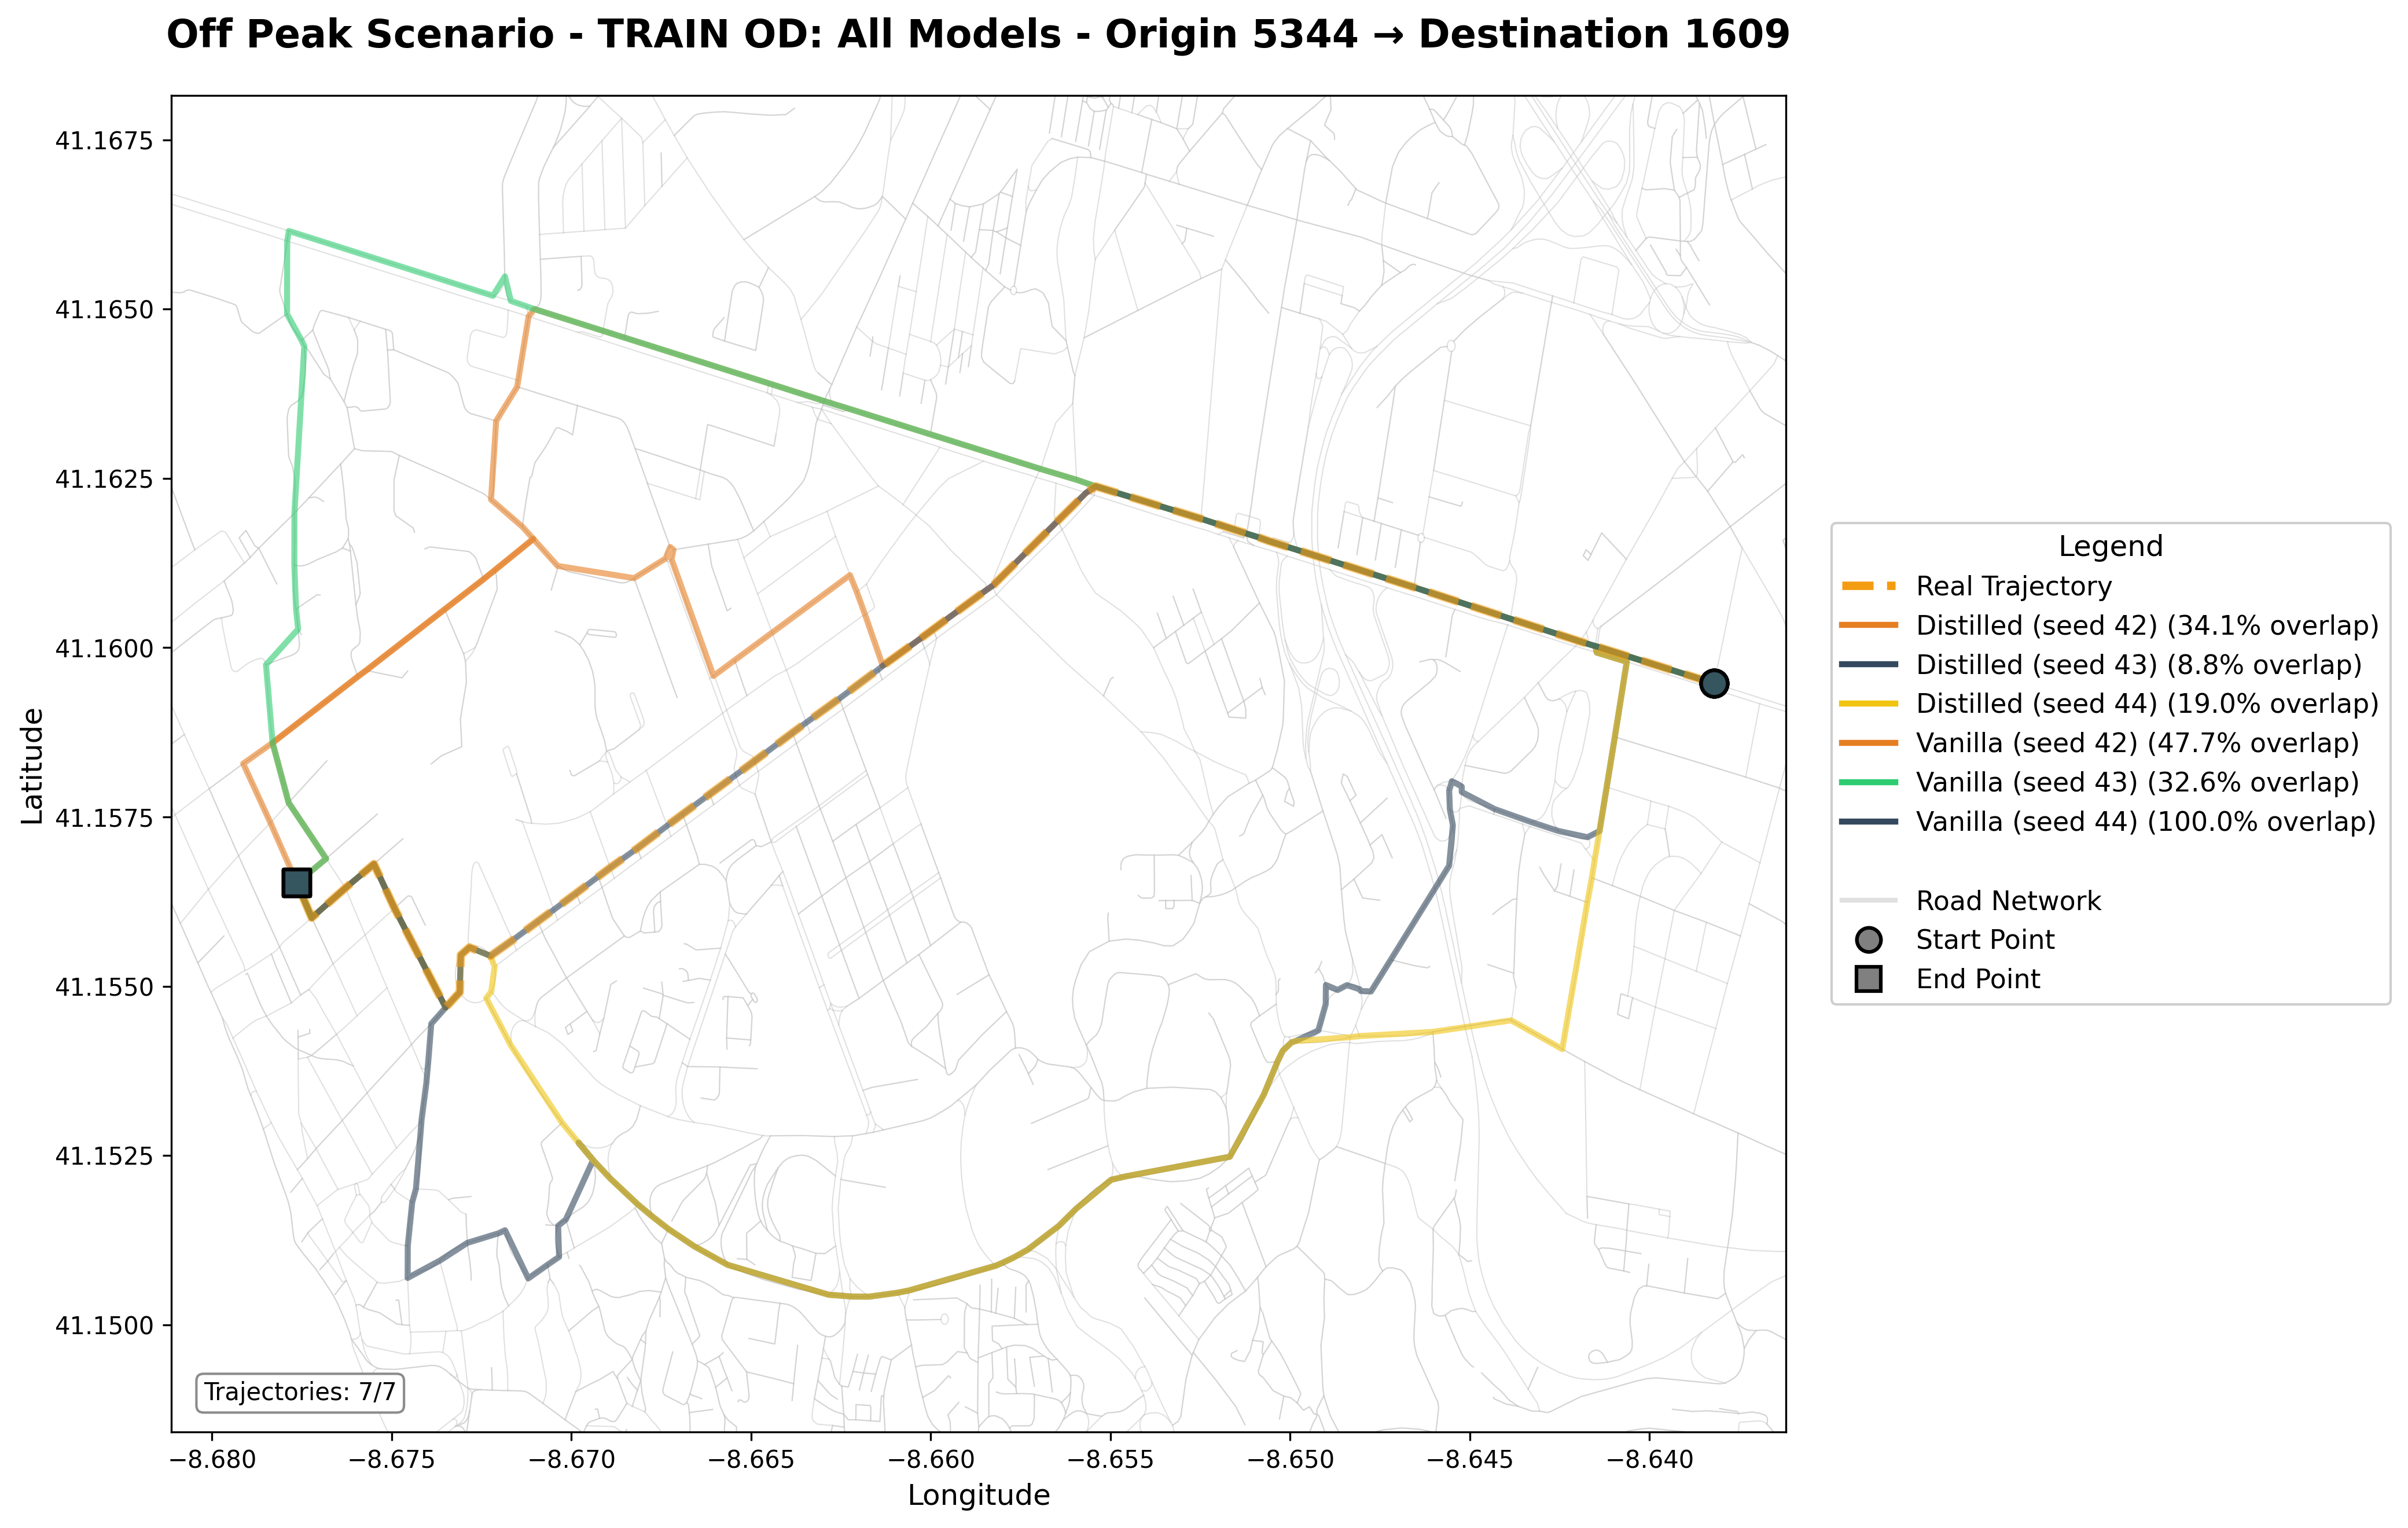 Off Peak Scenario - TRAIN OD: All Models - Origin 5344 → Destination 1609
Latitude
41.1675
41.1650
41.1625
41.1600
41.1575
41.1550
41.1525
41.1500
Trajectories: 7/7
−8.680
−8.675
−8.670
−8.665
−8.660
−8.655
−8.650
−8.645
−8.640
Longitude
Legend
Real Trajectory
Distilled (seed 42) (34.1% overlap)
Distilled (seed 43) (8.8% overlap)
Distilled (seed 44) (19.0% overlap)
Vanilla (seed 42) (47.7% overlap)
Vanilla (seed 43) (32.6% overlap)
Vanilla (seed 44) (100.0% overlap)
Road Network
Start Point
End Point